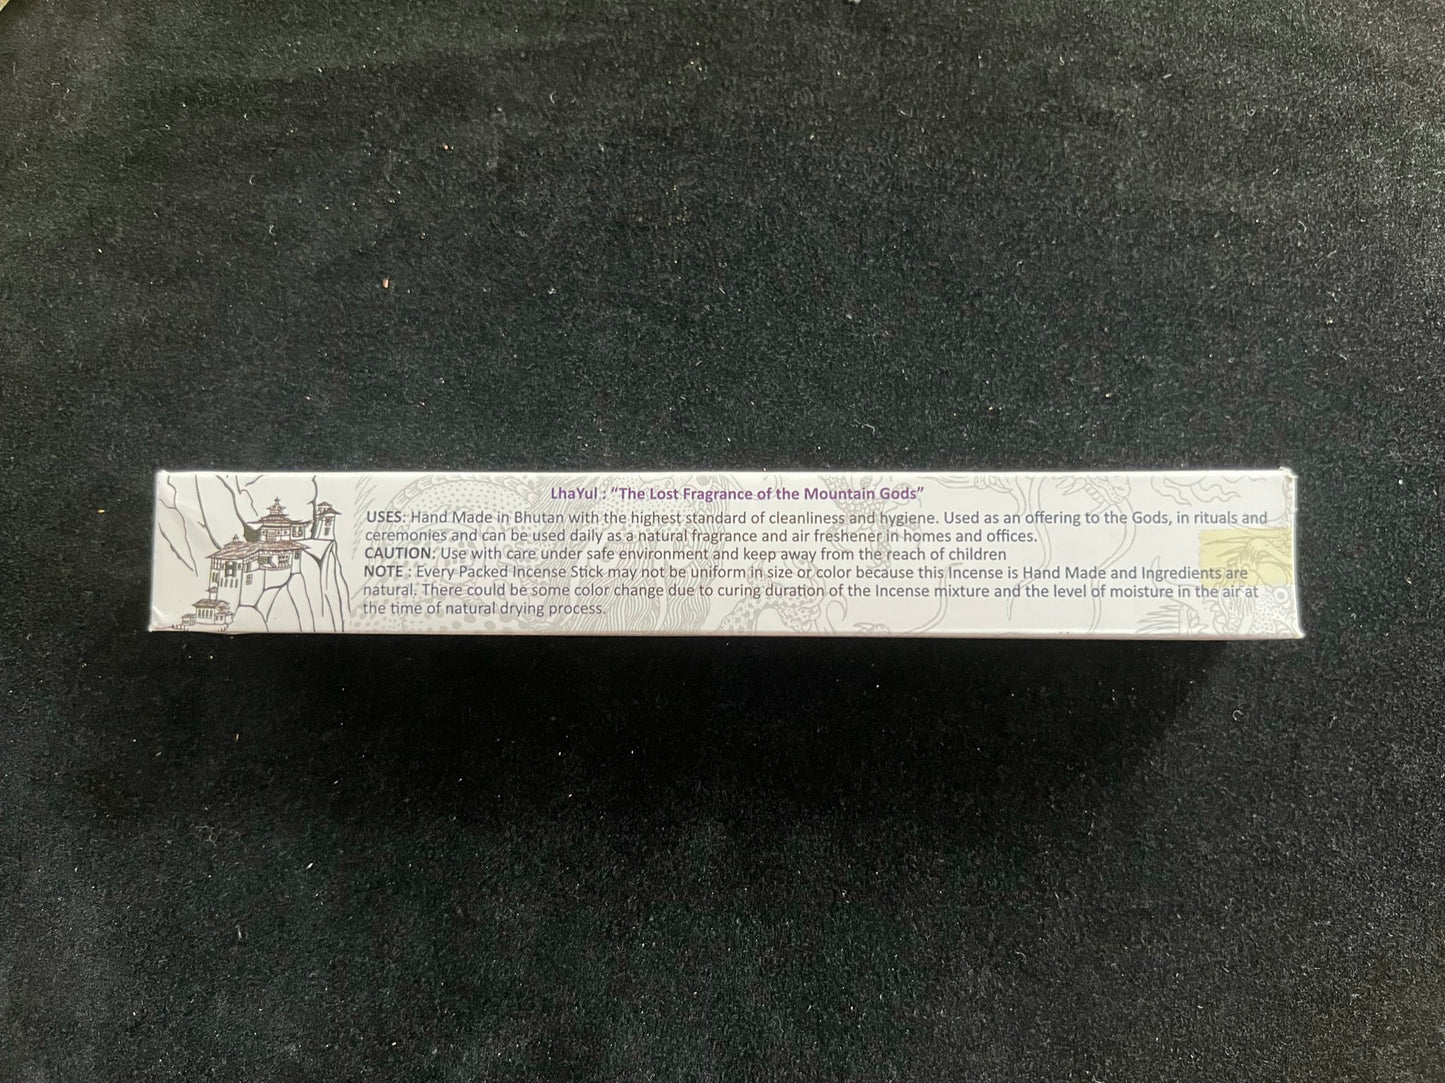 LhaYul : “The Lost Fragrance of the Mountain Gods”
USES: Hand Made in Bhutan with the highest standard of cleanliness and hygiene. Used as an offering to the Gods, in rituals and
ceremonies and can be used daily as a natural fragrance and air freshener in homes and offices.
CAUTION: Use with care under safe environment and keep away from the reach of children
NOTE : Every Packed Incense Stick may not be uniform in size or color because this Incense is Hand Made and Ingredients are
natural. There could be some color change due to curing duration of the Incense mixture and the level of moisture in the air at
the time of natural drying process.